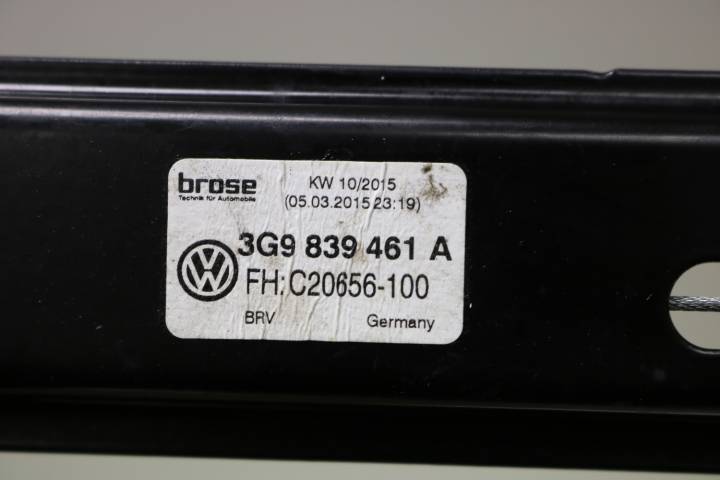 brose
Technik für Automobile
KW 10/2015
(05.03.2015 23:19)
3G9 839 461 A
FH: C20656-100
BRV Germany